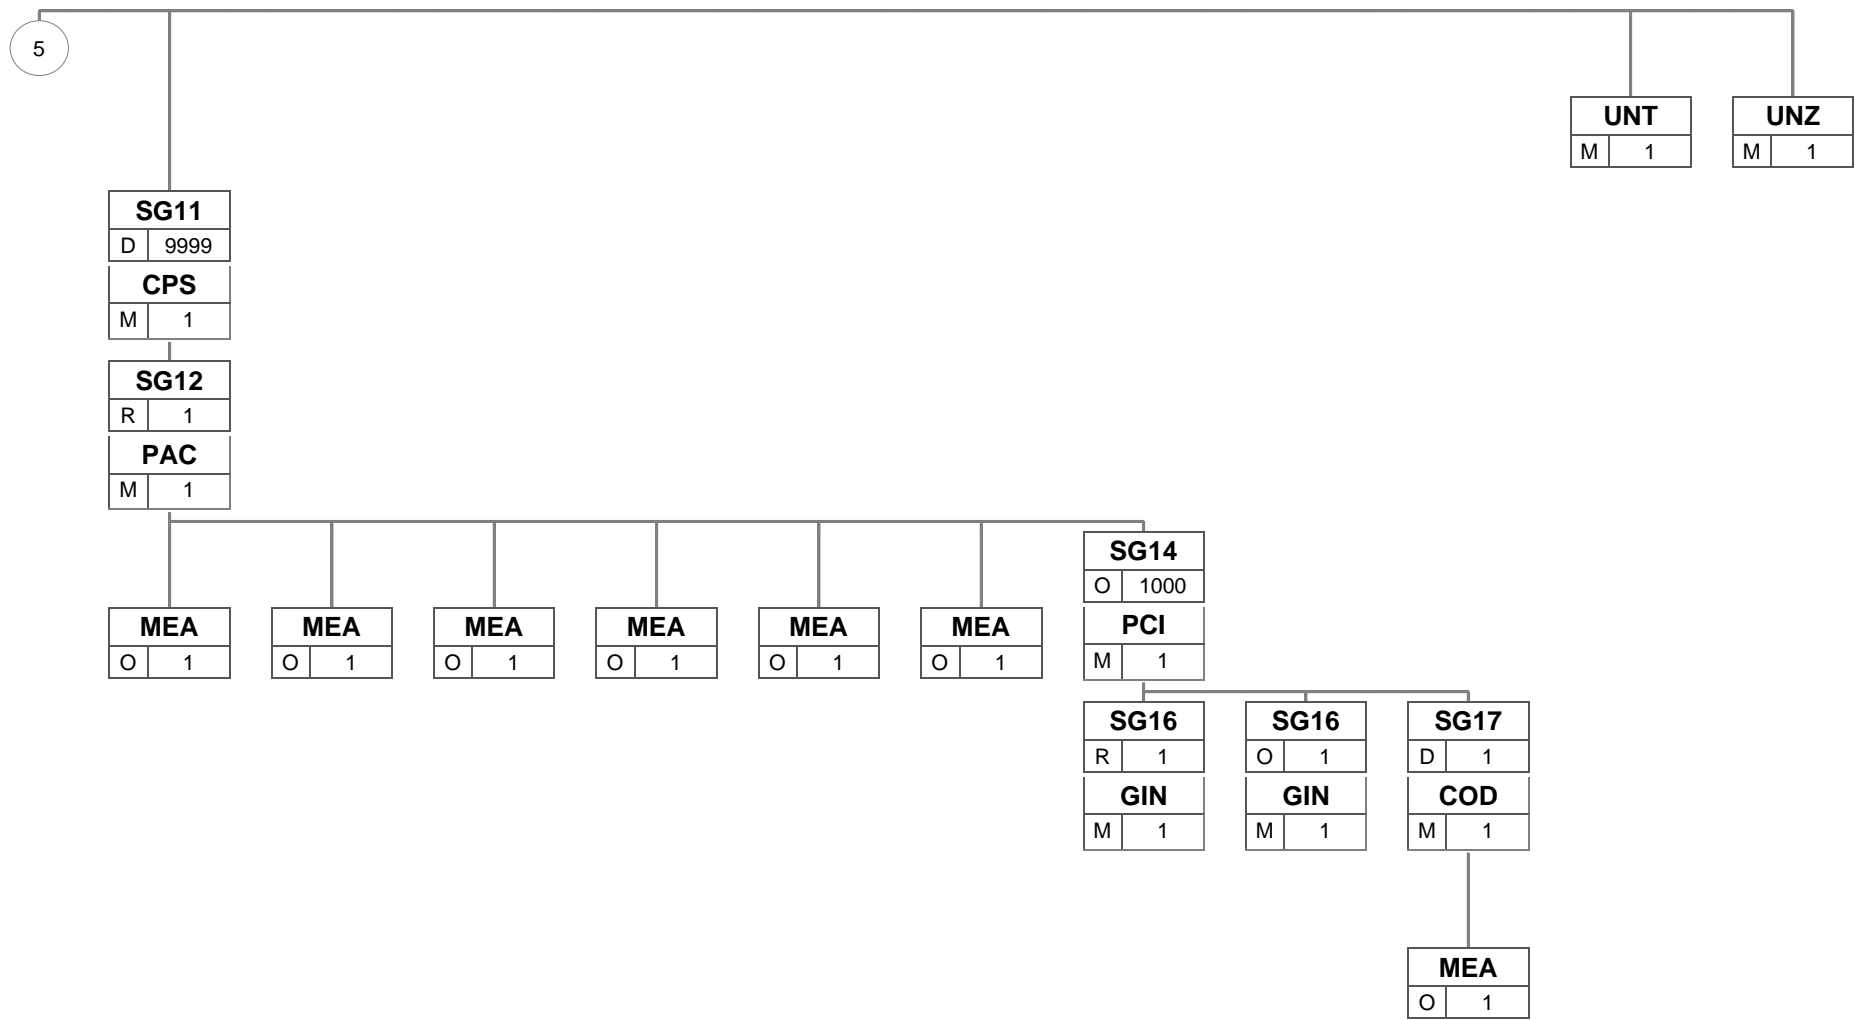 5
UNT UNZ
M 1 M 1
SG11
D 9999
CPS
M 1
SG12
R 1
PAC
M 1
SG14
O 1000
MEA MEA MEA MEA MEA MEA PCI
O 1 O 1 O 1 O 1 O 1 O 1 M 1
SG16 SG16 SG17
R 1 O 1 D 1
GIN GIN COD
M 1 M 1 M 1
MEA
O 1